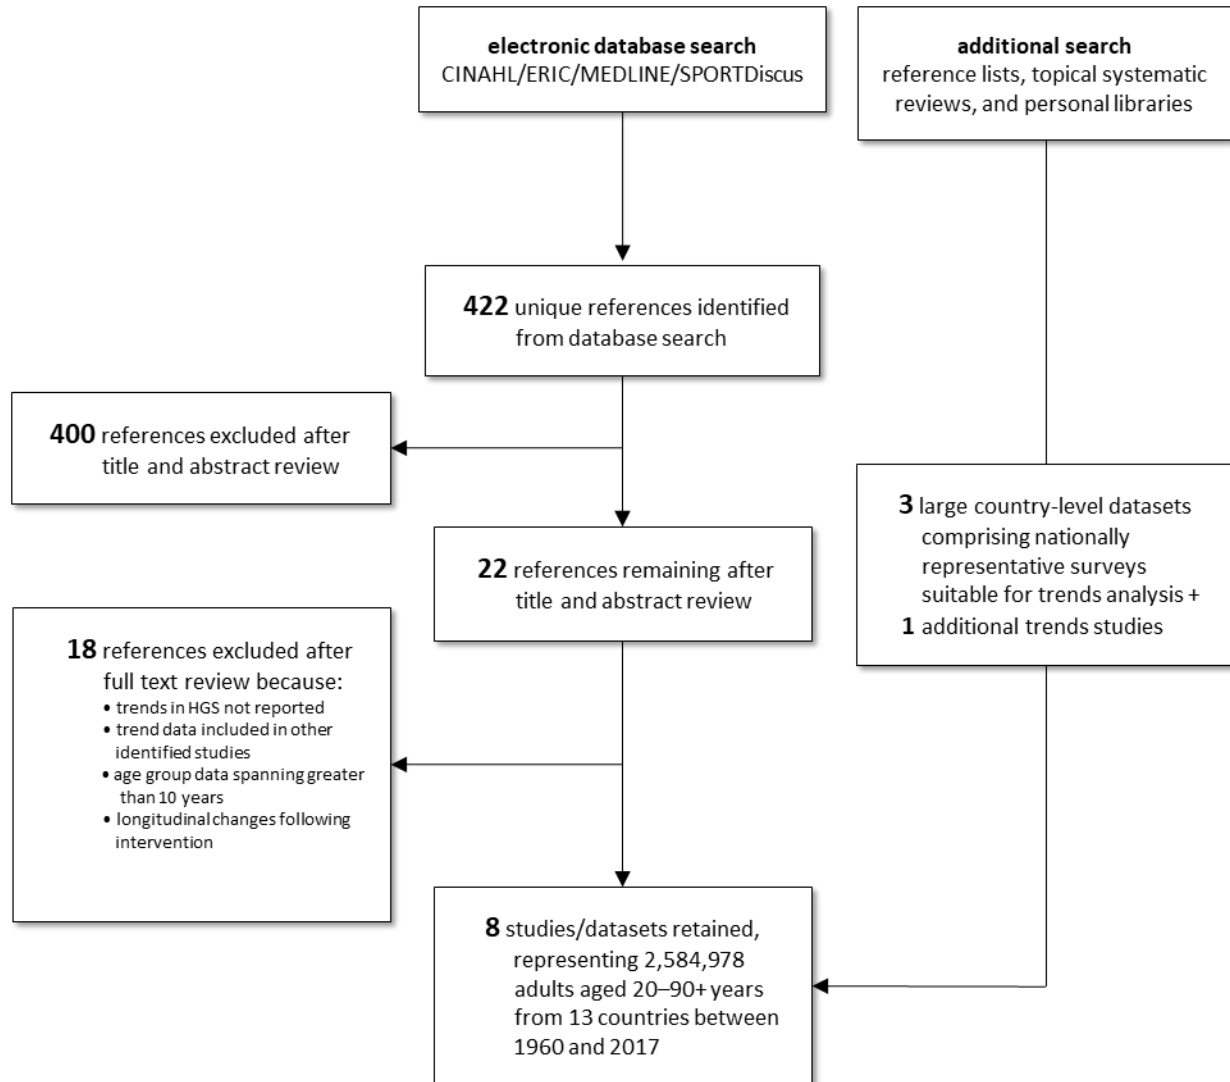 electronic database search
CINAHL/ERIC/MEDLINE/SPORTDiscus
additional search
reference lists, topical systematic
reviews, and personal libraries
422 unique references identified
from database search
400 references excluded after
title and abstract review
3 large country-level datasets
comprising nationally
representative surveys
suitable for trends analysis +
1 additional trends studies
22 references remaining after
title and abstract review
18 references excluded after
full text review because:
• trends in HGS not reported
• trend data included in other
identified studies
• age group data spanning greater
than 10 years
• longitudinal changes following
intervention
8 studies/datasets retained,
representing 2,584,978
adults aged 20–90+ years
from 13 countries between
1960 and 2017